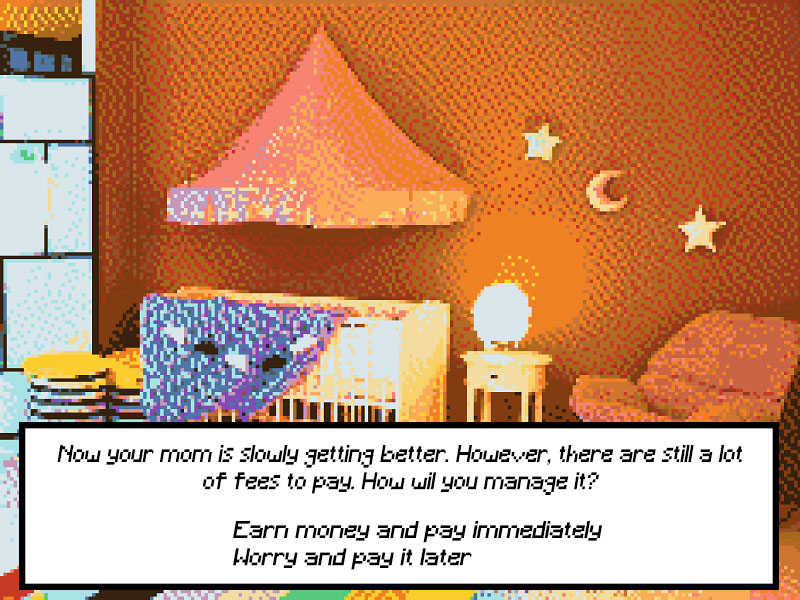 Now your mom is slowly getting better. However, there are still a lot
of fees to pay. How wil you manage it?
Earn money and pay immediately
Worry and pay it later